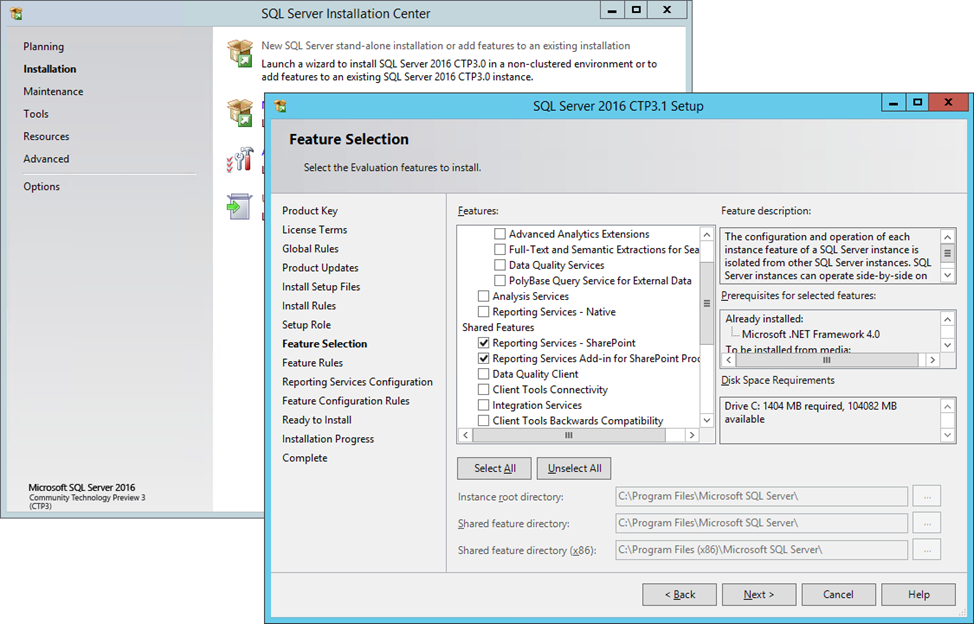 SQL Server Installation Center
Planning
Installation
Maintenance
Tools
Resources
Advanced
Options
Microsoft SQL Server 2016
Community Technology Preview 3
(CTP3)
New SQL Server stand-alone installation or add features to an existing installation
Launch a wizard to install SQL Server 2016 CTP3.0 in a non-clustered environment or to
add features to an existing SQL Server 2016 CTP3.0 instance.
SQL Server 2016 CTP3.1 Setup
Feature Selection
Select the Evaluation features to install.
Product Key
License Terms
Global Rules
Product Updates
Install Setup Files
Install Rules
Setup Role
Feature Selection
Feature Rules
Reporting Services Configuration
Feature Configuration Rules
Ready to Install
Installation Progress
Complete
Features:
Advanced Analytics Extensions
Full-Text and Semantic Extractions for Sea
Data Quality Services
PolyBase Query Service for External Data
Analysis Services
Reporting Services - Native
Shared Features
Reporting Services - SharePoint
Reporting Services Add-in for SharePoint Proc
Data Quality Client
Client Tools Connectivity
Integration Services
Client Tools Backwards Compatibility
Feature description:
The configuration and operation of each
instance feature of a SQL Server instance is
isolated from other SQL Server instances. SQL
Server instances can operate side-by-side on
Prerequisites for selected features:
Already installed:
Microsoft .NET Framework 4.0
To be installed from media:
Disk Space Requirements
Drive C: 1404 MB required, 104082 MB
available
Select All
Unselect All
Instance root directory:
C:\Program Files\Microsoft SQL Server\
...
Shared feature directory:
C:\Program Files\Microsoft SQL Server\
...
Shared feature directory (x86):
C:\Program Files (x86)\Microsoft SQL Server\
...
< Back
Next >
Cancel
Help